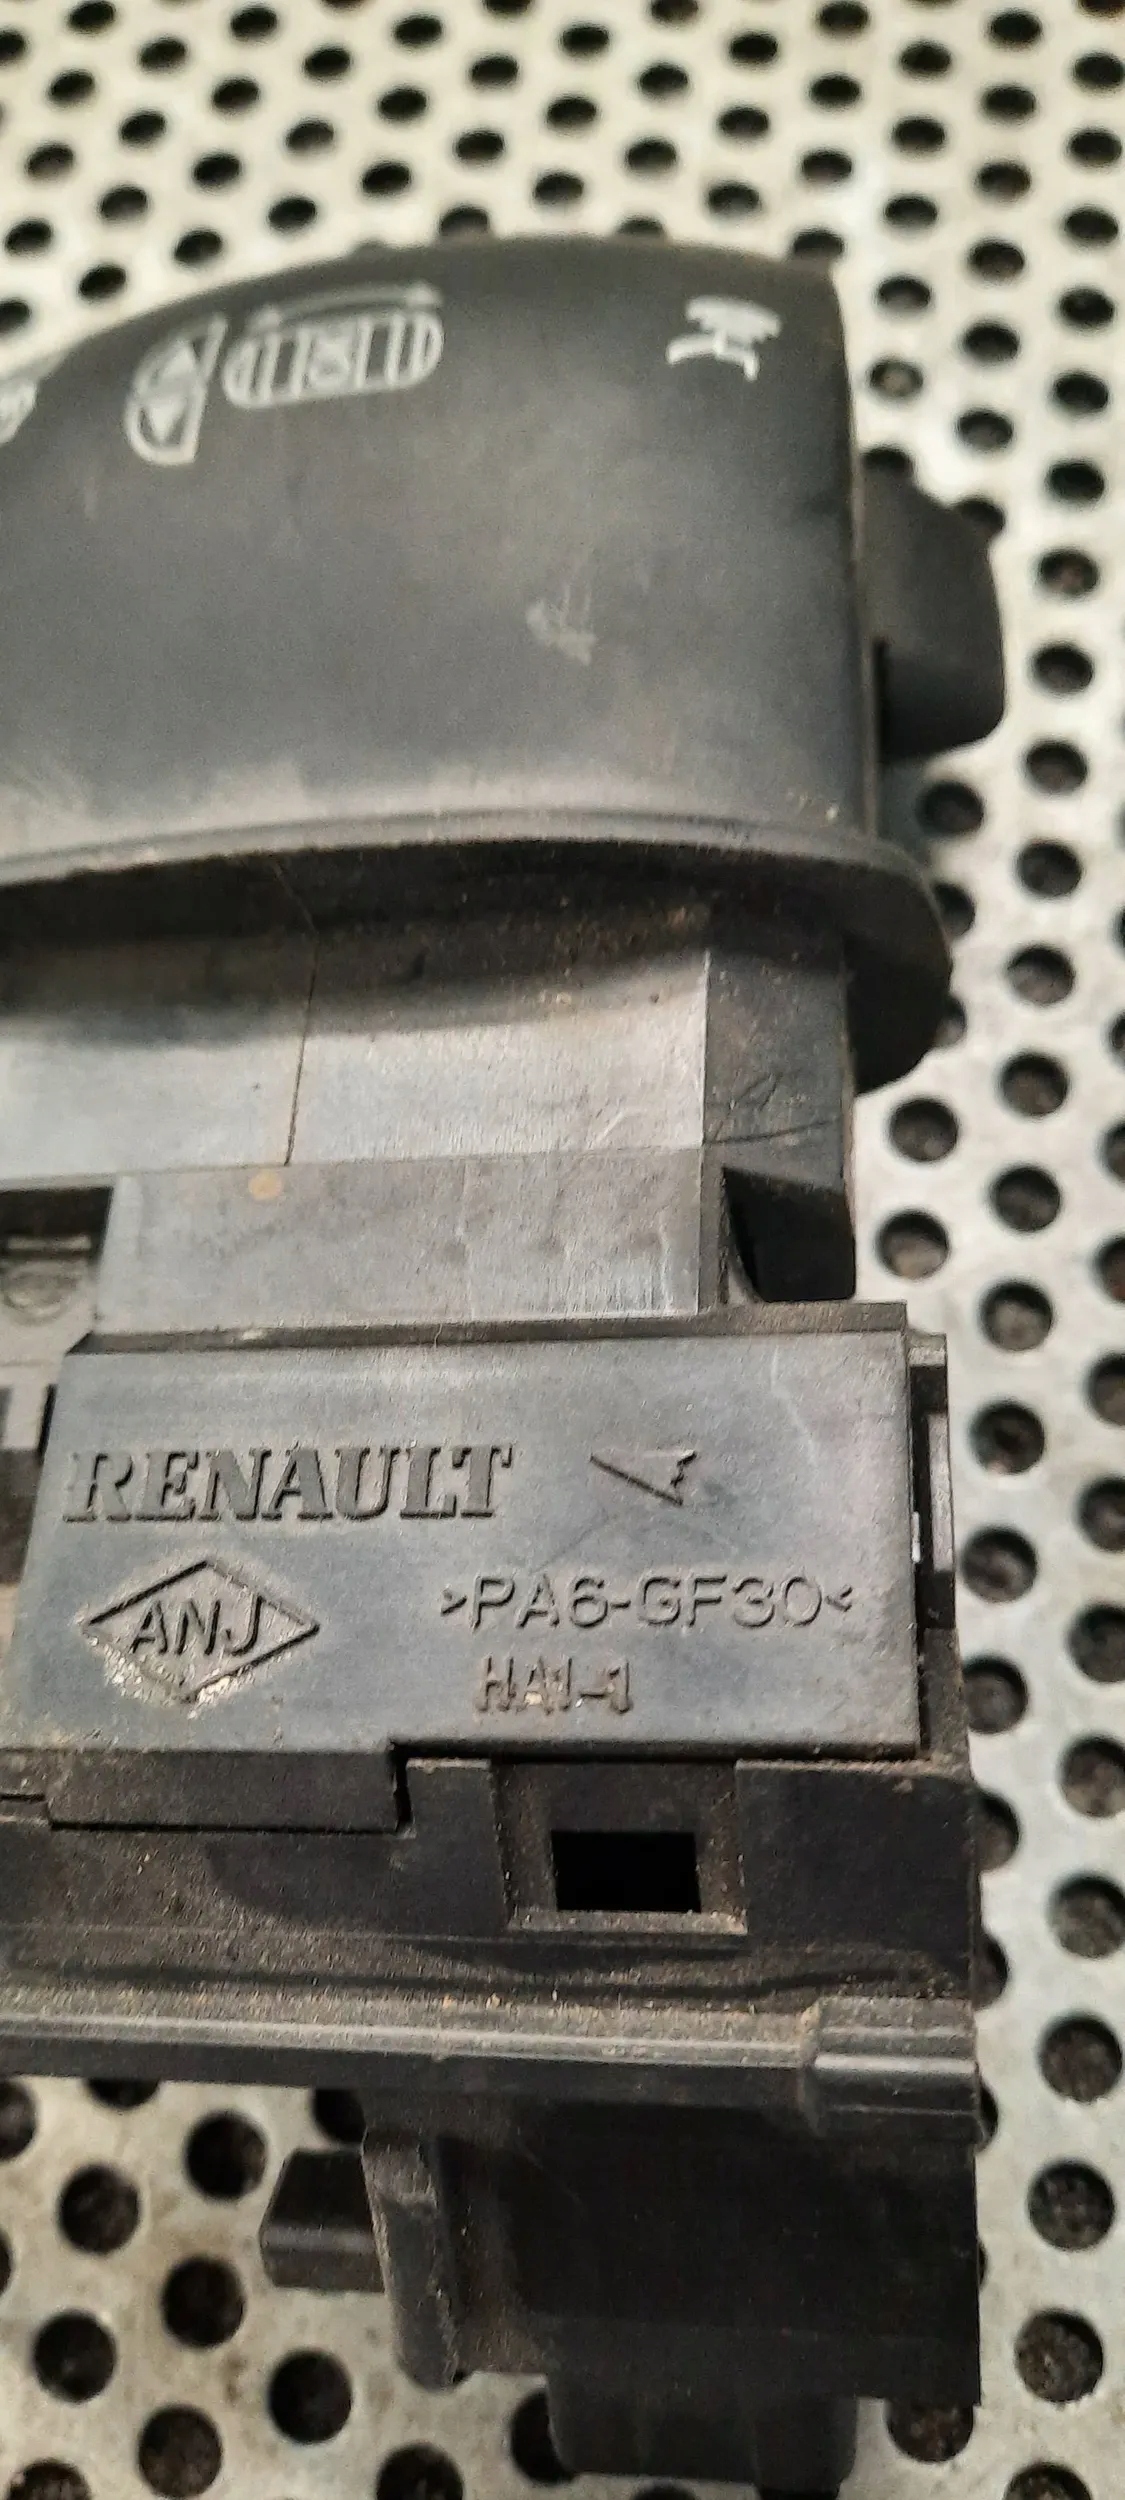 RENAULT
ANJ
>PA6-GF30<
HA1-1